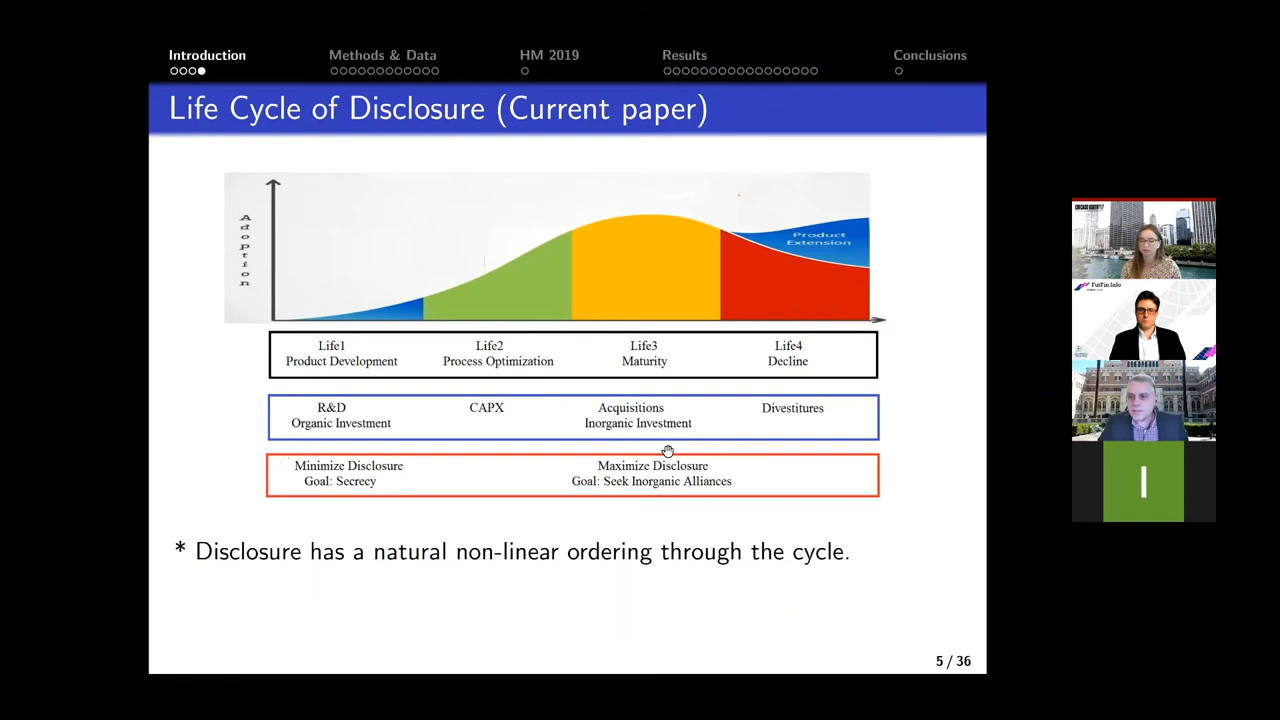 Introduction Methods & Data HM 2019 Results Conclusions
Life Cycle of Disclosure (Current paper)
Adoption
Product
Extension
Life1 Life2 Life3 Life4
Product Development Process Optimization Maturity Decline
R&D CAPX Acquisitions Divestitures
Organic Investment Inorganic Investment
Minimize Disclosure Maximize Disclosure
Goal: Secrecy Goal: Seek Inorganic Alliances
* Disclosure has a natural non-linear ordering through the cycle.
5 / 36
FutFin.Info
I